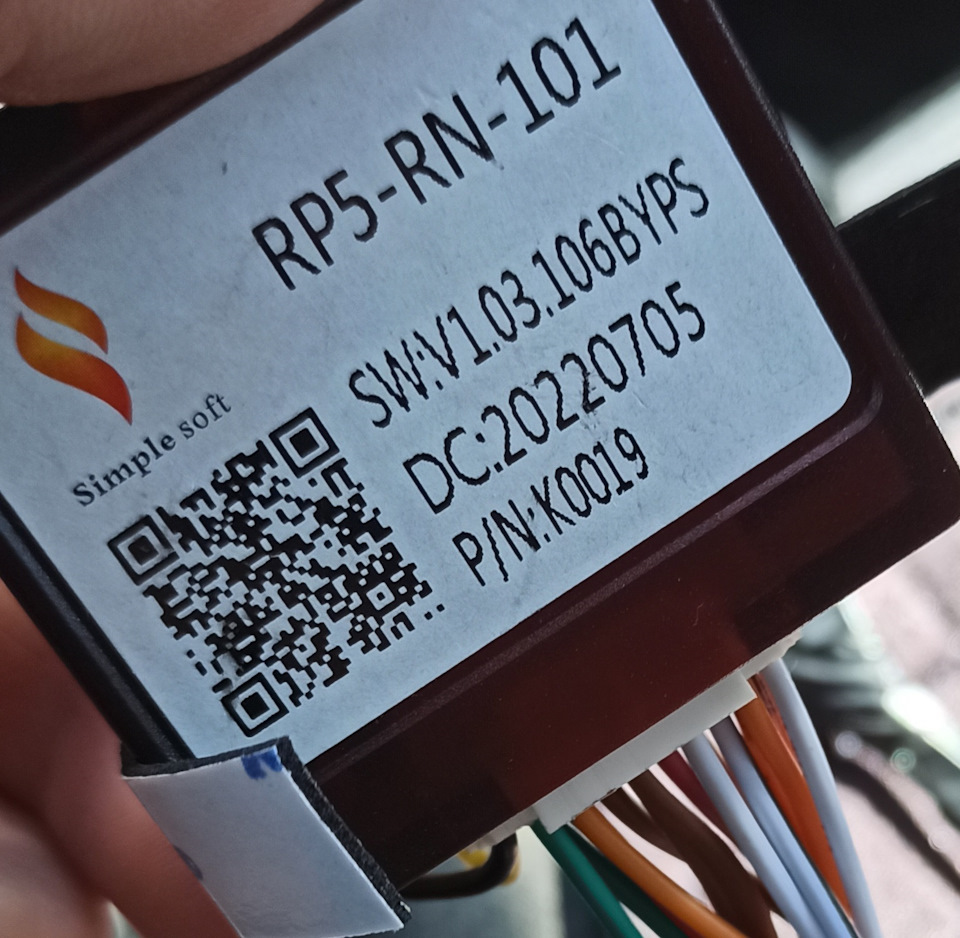 RP5-RN-101
Simple soft
SW:V1.03.106BYPS
DC:20220705
P/N:K0019